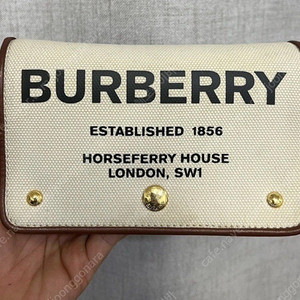 BURBERRY
ESTABLISHED 1856
HORSEFERRY HOUSE
LONDON, SW1